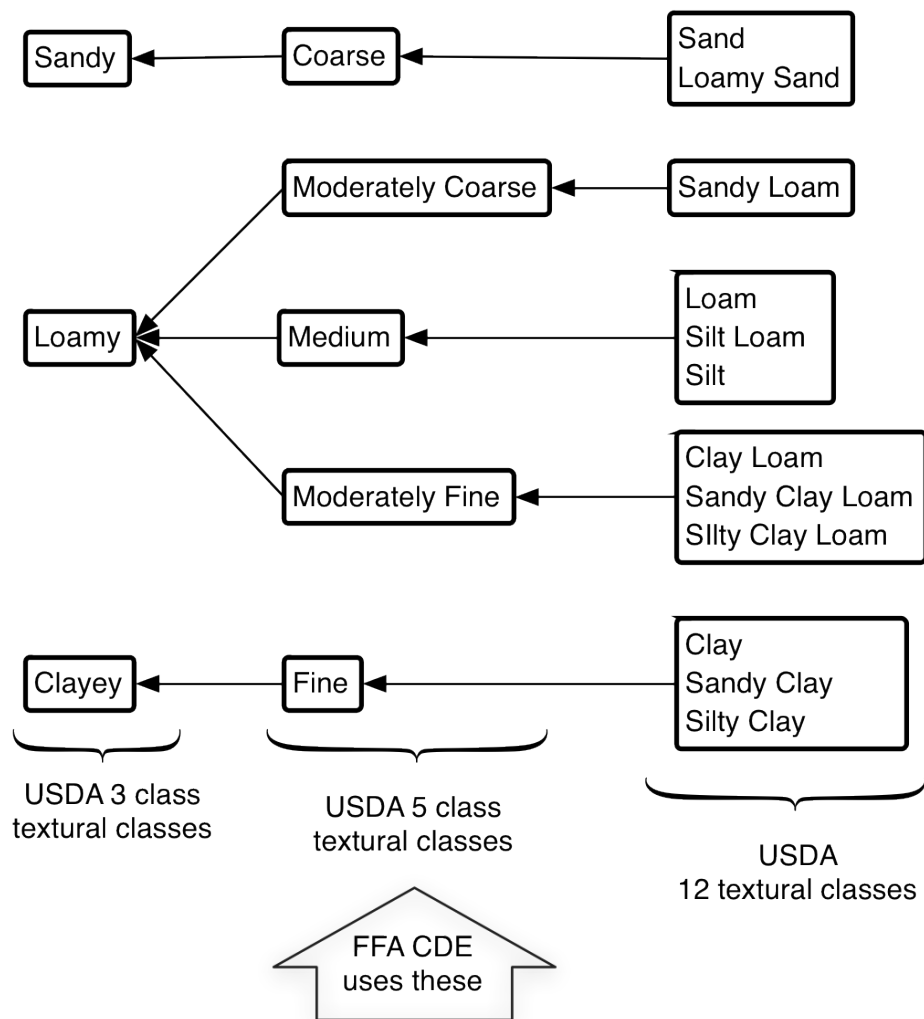 Sandy
Coarse
Sand
Loamy Sand
Moderately Coarse
Sandy Loam
Loamy
Medium
Loam
Silt Loam
Silt
Moderately Fine
Clay Loam
Sandy Clay Loam
SIlty Clay Loam
Clayey
Fine
Clay
Sandy Clay
Silty Clay
USDA 3 class
textural classes
USDA 5 class
textural classes
USDA
12 textural classes
FFA CDE
uses these